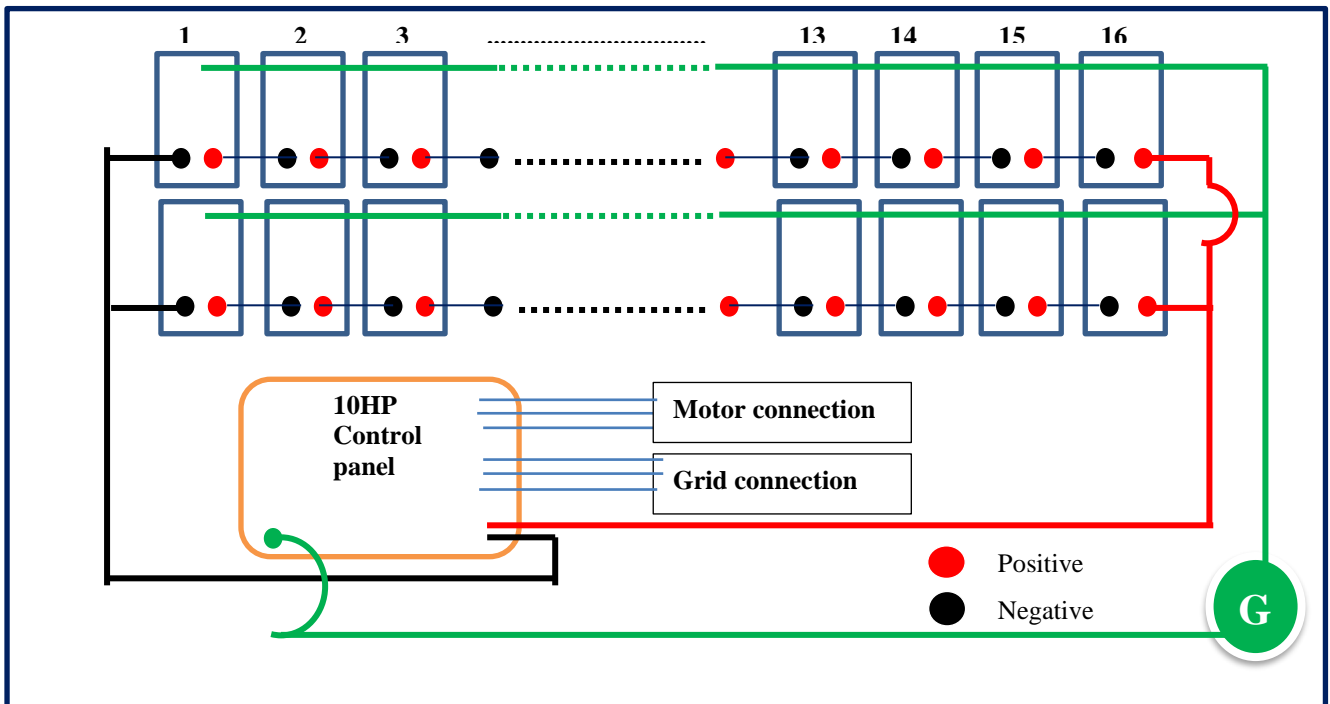 1 2 3 13 14 15 16
10HP
Control
panel
Motor connection
Grid connection
Positive
Negative
G